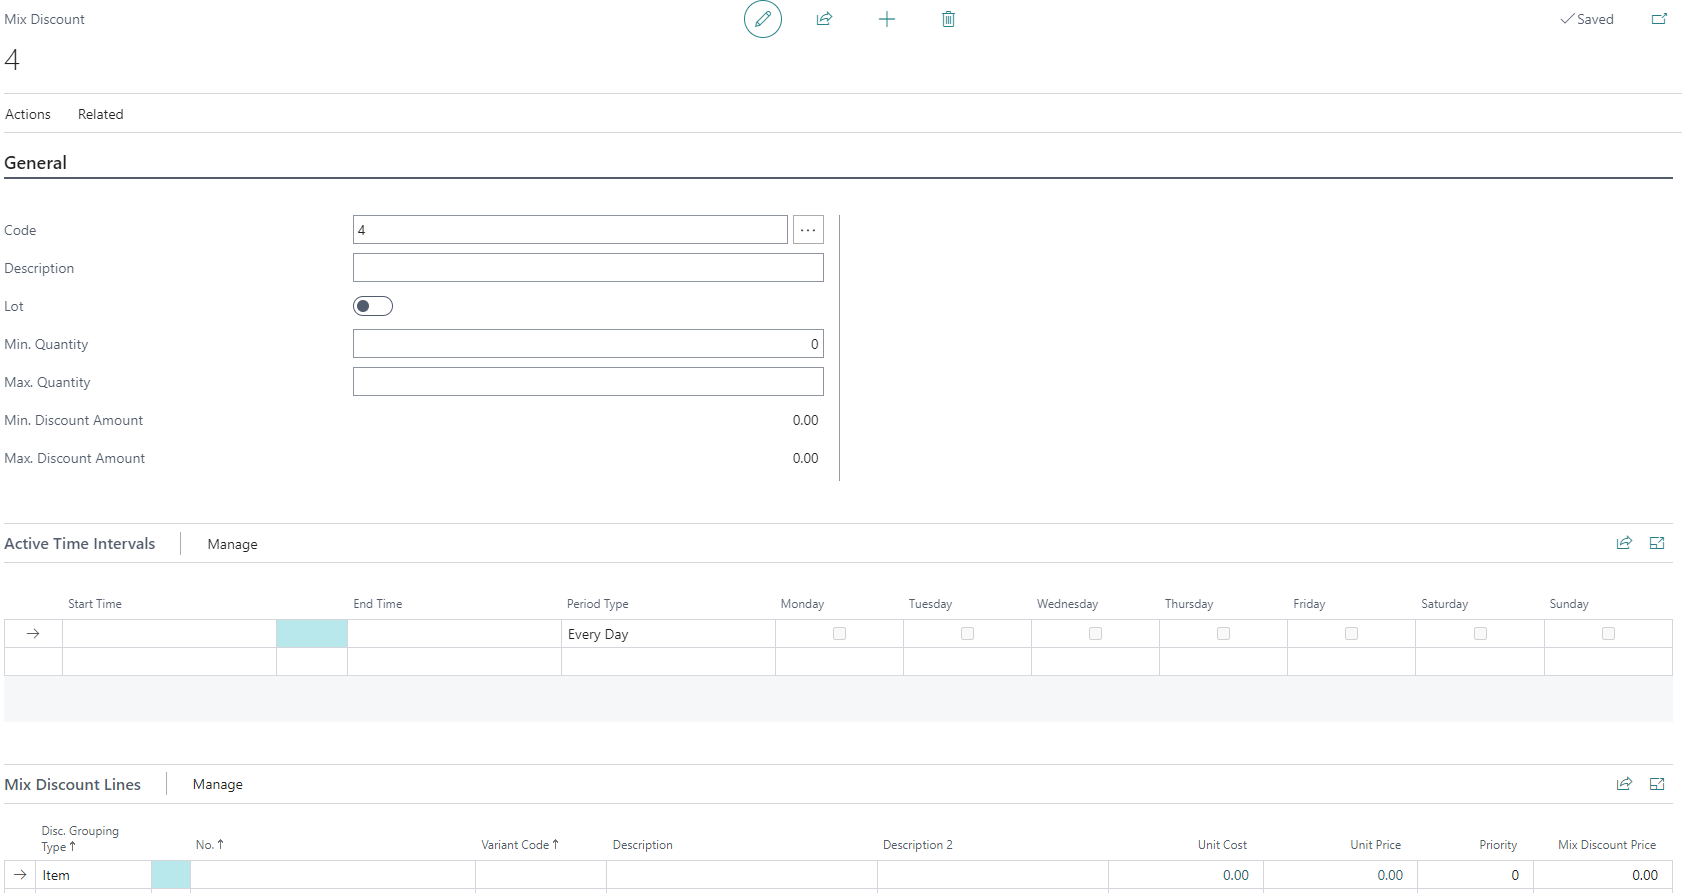 Mix Discount
Saved
4
Actions Related
General
Code 4 ...
Description
Lot
Min. Quantity 0
Max. Quantity
Min. Discount Amount 0.00
Max. Discount Amount 0.00
Active Time Intervals Manage
Start Time End Time Period Type Monday Tuesday Wednesday Thursday Friday Saturday Sunday
Every Day
Mix Discount Lines Manage
Disc. Grouping
Type ↑ No. ↑ Variant Code ↑ Description Description 2 Unit Cost Unit Price Priority Mix Discount Price
Item 0.00 0.00 0 0.00